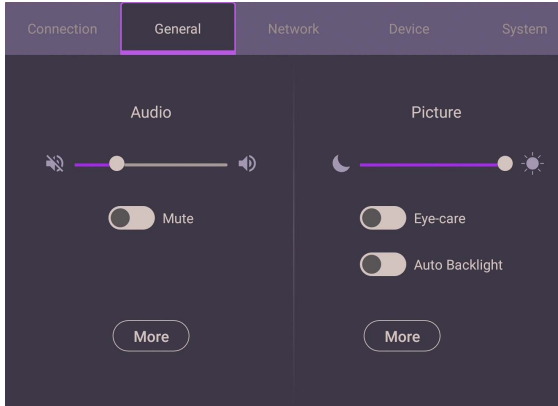 Connection General Network Device System
Audio
Mute
More
Picture
Eye-care
Auto Backlight
More